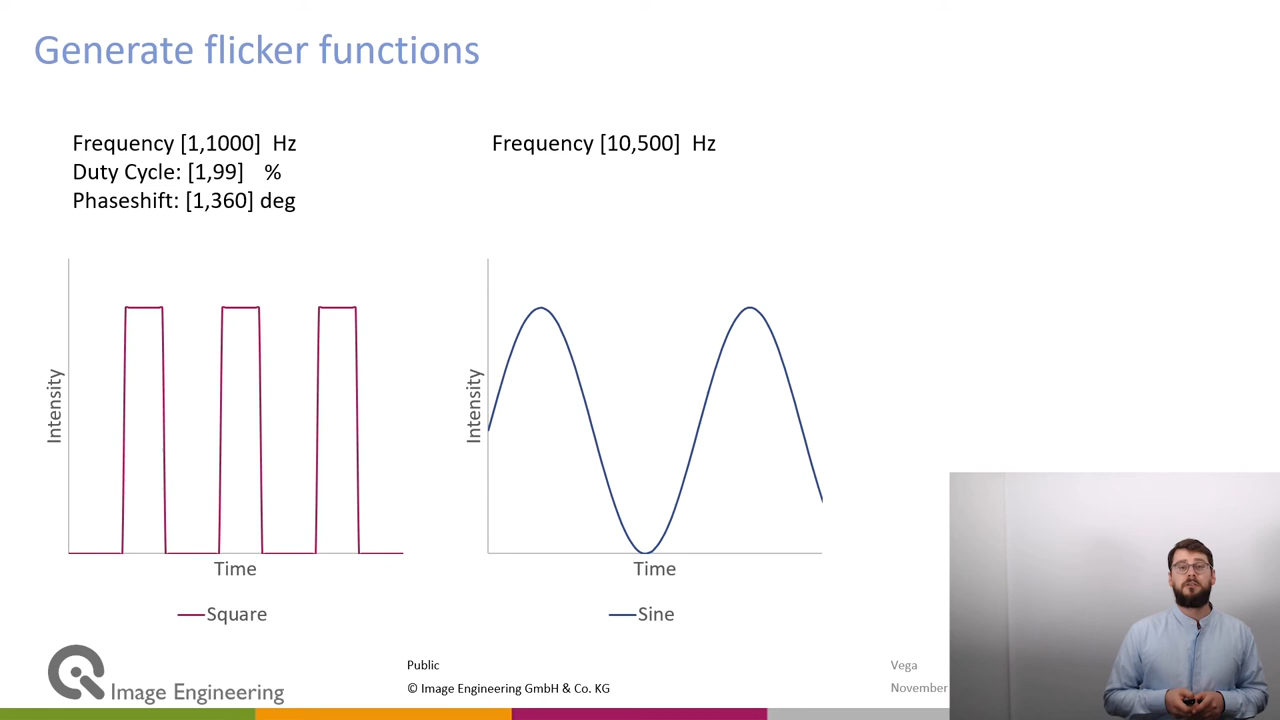 Generate flicker functions
Frequency [1,1000] Hz
Duty Cycle: [1,99] %
Phaseshift: [1,360] deg
Frequency [10,500] Hz
Intensity
Time
Square
Intensity
Time
Sine
Image Engineering
Public
© Image Engineering GmbH & Co. KG
Vega
November